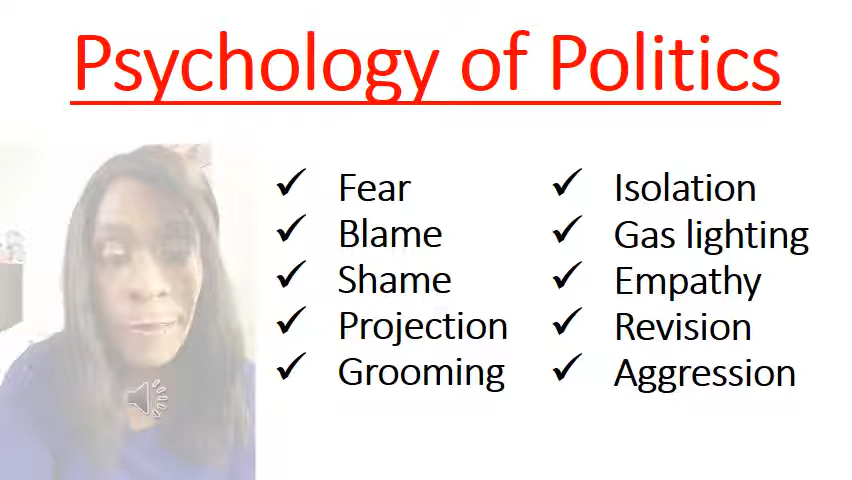 Psychology of Politics
Fear
Blame
Shame
Projection
Grooming
Isolation
Gas lighting
Empathy
Revision
Aggression